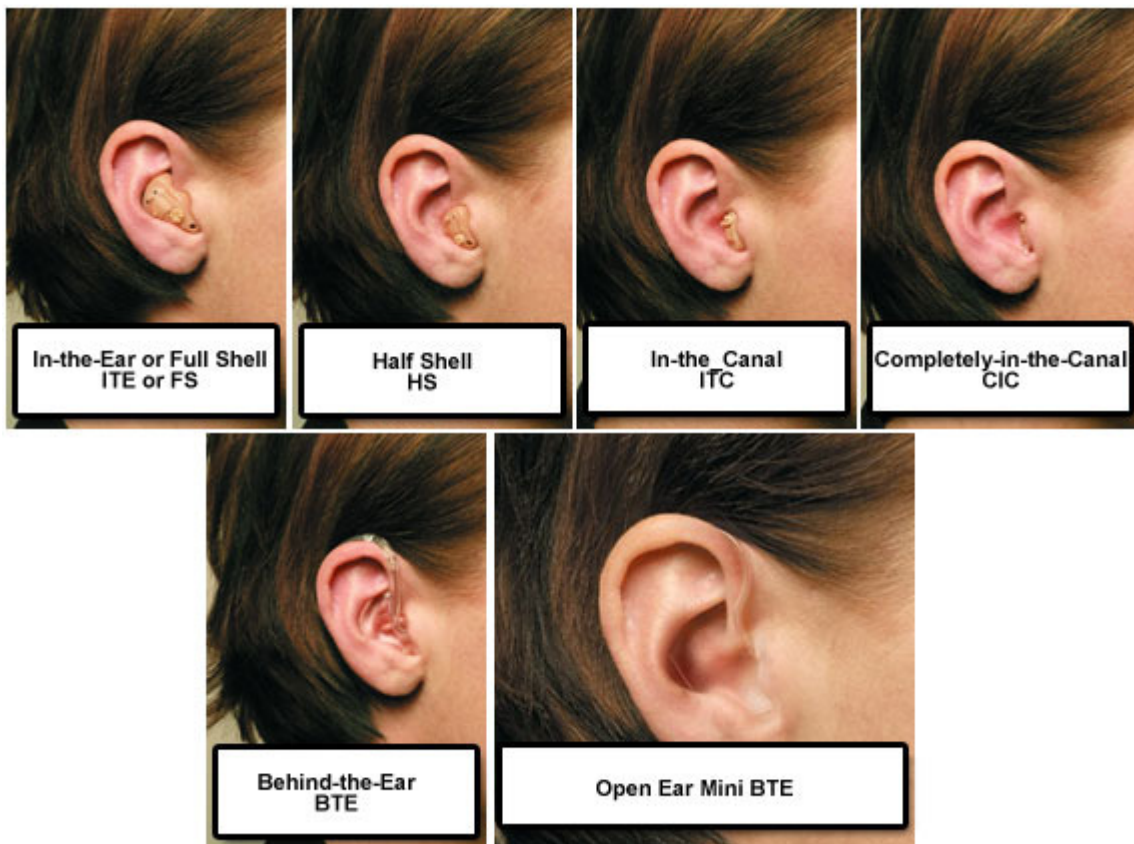 In-the-Ear or Full Shell
ITE or FS
Half Shell
HS
In-the_Canal
ITC
Completely-in-the-Canal
CIC
Behind-the-Ear
BTE
Open Ear Mini BTE